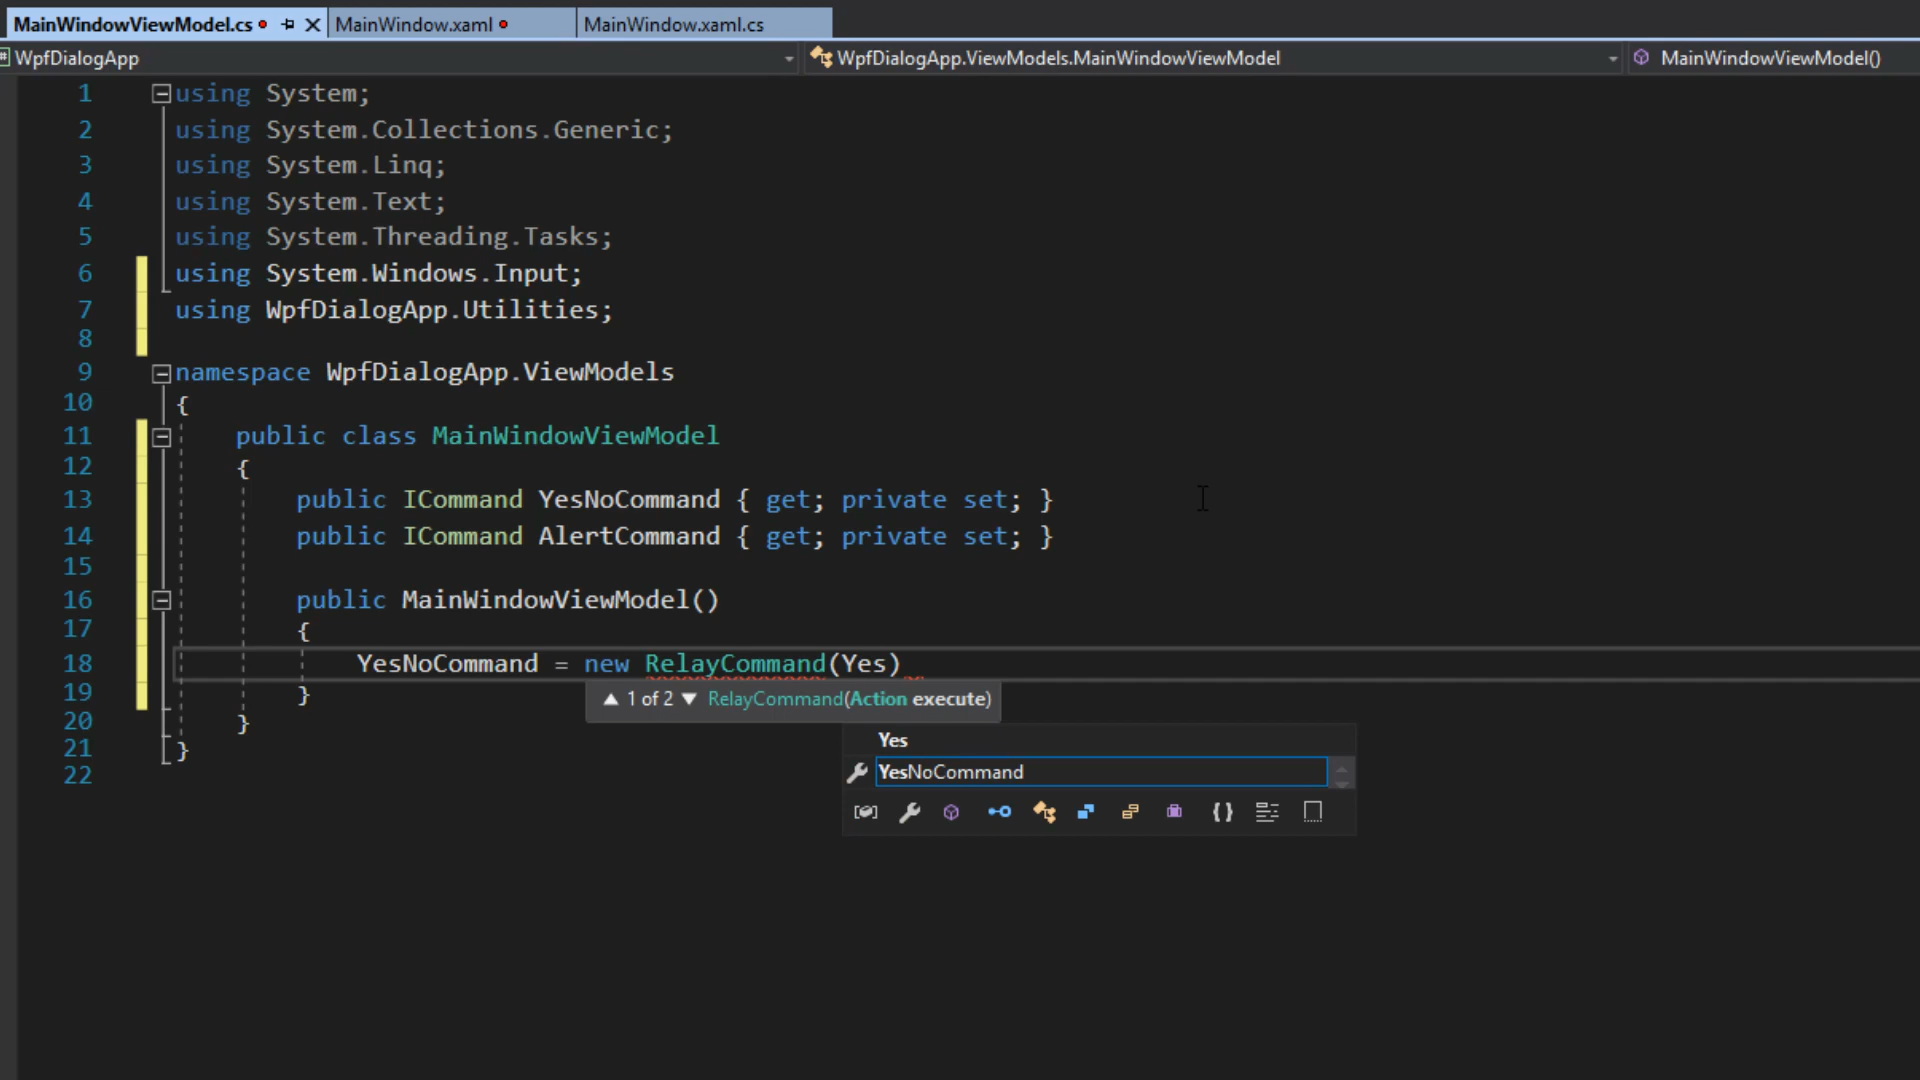 MainWindowViewModel.cs MainWindow.xaml MainWindow.xaml.cs
WpfDialogApp WpfDialogApp.ViewModels.MainWindowViewModel MainWindowViewModel()
1 using System;
2 using System.Collections.Generic;
3 using System.Linq;
4 using System.Text;
5 using System.Threading.Tasks;
6 using System.Windows.Input;
7 using WpfDialogApp.Utilities;
8
9 namespace WpfDialogApp.ViewModels
10 {
11 public class MainWindowViewModel
12 {
13 public ICommand YesNoCommand { get; private set; }
14 public ICommand AlertCommand { get; private set; }
15
16 public MainWindowViewModel()
17 {
18 YesNoCommand = new RelayCommand(Yes)
19 }
▲ 1 of 2 ▼ RelayCommand(Action execute)
20 }
21 }
22
Yes
YesNoCommand